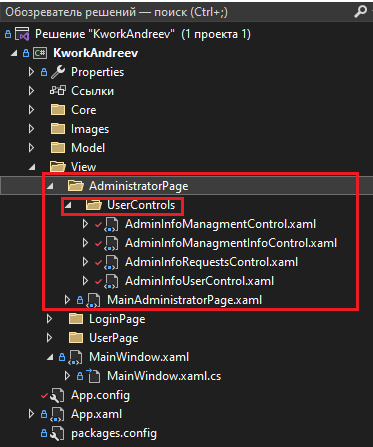 Обозреватель решений — поиск (Ctrl+;)
Решение "KworkAndreev" (1 проекта 1)
C# KworkAndreev
Properties
Ссылки
Core
Images
Model
View
AdministratorPage
UserControls
AdminInfoManagmentControl.xaml
AdminInfoManagmentInfoControl.xaml
AdminInfoRequestsControl.xaml
AdminInfoUserControl.xaml
MainAdministratorPage.xaml
LoginPage
UserPage
MainWindow.xaml
MainWindow.xaml.cs
App.config
App.xaml
packages.config